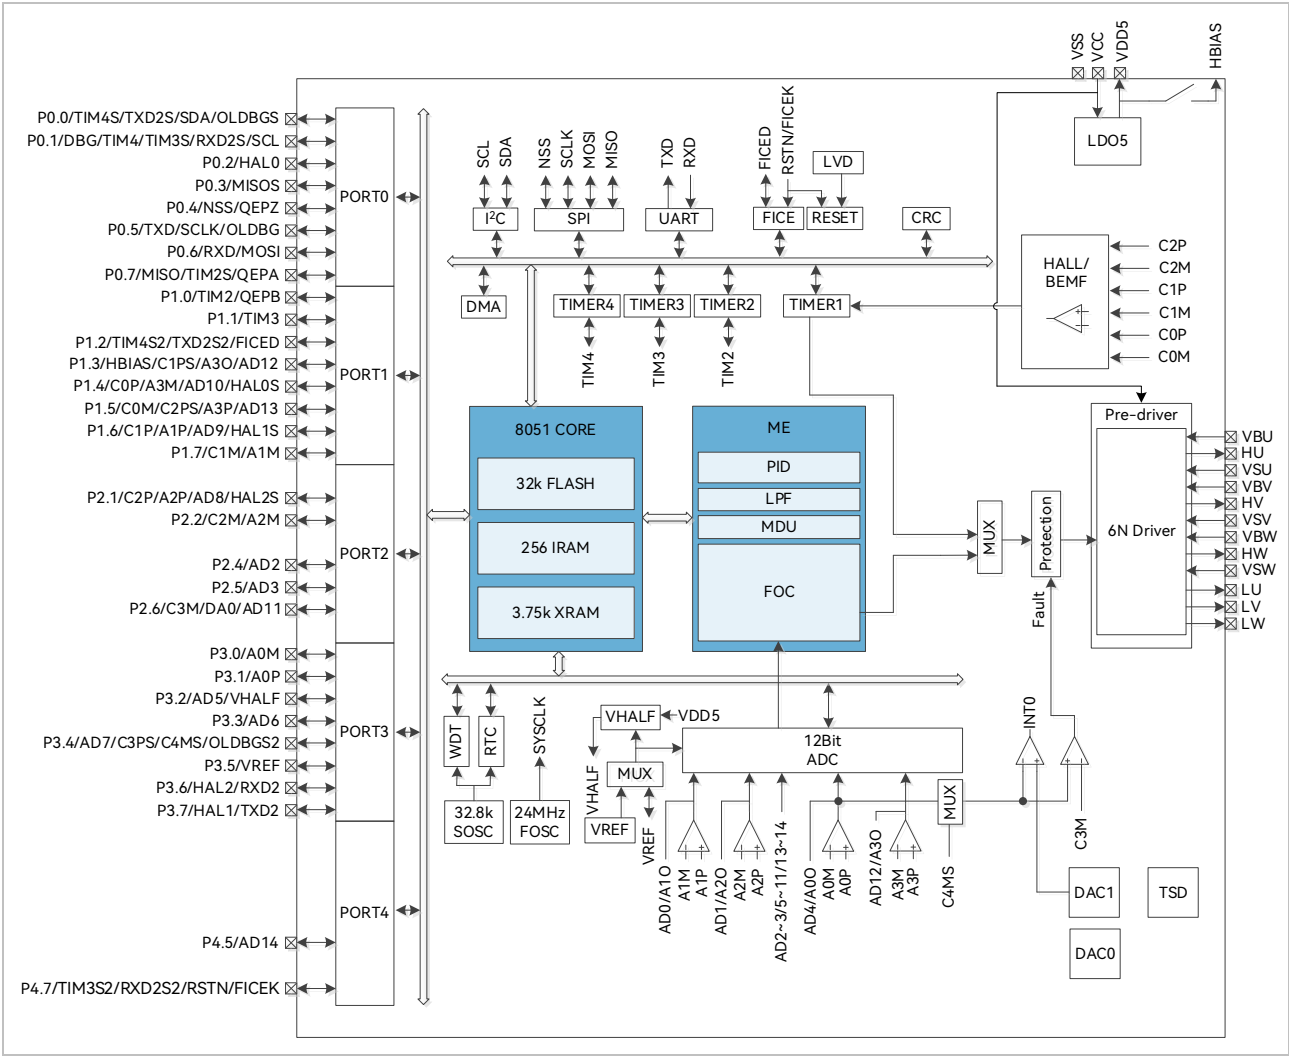 VSS
VCC
VDD5
HBIAS
LDO5
P0.0/TIM4S/TXD2S/SDA/OLDBGS
P0.1/DBG/TIM4/TIM3S/RXD2S/SCL
P0.2/HAL0
P0.3/MISOS
P0.4/NSS/QEPZ
P0.5/TXD/SCLK/OLDBG
P0.6/RXD/MOSI
P0.7/MISO/TIM2S/QEPA
P1.0/TIM2/QEPB
P1.1/TIM3
P1.2/TIM4S2/TXD2S2/FICED
P1.3/HBIAS/C1PS/A3O/AD12
P1.4/C0P/A3M/AD10/HAL0S
P1.5/C0M/C2PS/A3P/AD13
P1.6/C1P/A1P/AD9/HAL1S
P1.7/C1M/A1M
P2.1/C2P/A2P/AD8/HAL2S
P2.2/C2M/A2M
P2.4/AD2
P2.5/AD3
P2.6/C3M/DA0/AD11
P3.0/A0M
P3.1/A0P
P3.2/AD5/VHALF
P3.3/AD6
P3.4/AD7/C3PS/C4MS/OLDBGS2
P3.5/VREF
P3.6/HAL2/RXD2
P3.7/HAL1/TXD2
P4.5/AD14
P4.7/TIM3S2/RXD2S2/RSTN/FICEK
PORT0
PORT1
PORT2
PORT3
PORT4
SCL
SDA
NSS
SCLK
MOSI
MISO
TXD
RXD
FICED
RSTN/FICEK
LVD
I²C
SPI
UART
FICE
RESET
CRC
DMA
TIMER4
TIMER3
TIMER2
TIMER1
TIM4
TIM3
TIM2
HALL/
BEMF
C2P
C2M
C1P
C1M
C0P
C0M
8051 CORE
32k FLASH
256 IRAM
3.75k XRAM
ME
PID
LPF
MDU
FOC
MUX
Protection
Fault
Pre-driver
6N Driver
VBU
HU
VSU
VBV
HV
VSV
VBW
HW
VSW
LU
LV
LW
WDT
RTC
SYSCLK
32.8k
SOSC
24MHz
FOSC
VHALF
VDD5
VHALF
MUX
VREF
VREF
12Bit
ADC
AD0/A1O
A1M
A1P
AD1/A2O
A2M
A2P
AD2~3/5~11/13~14
AD4/A0O
A0M
A0P
AD12/A3O
A3M
A3P
MUX
C4MS
INT0
C3M
DAC1
TSD
DAC0